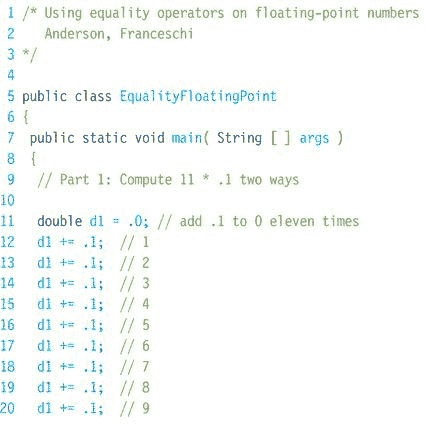 1 /* Using equality operators on floating-point numbers
2    Anderson, Franceschi
3 */
4
5 public class EqualityFloatingPoint
6 {
7  public static void main( String [ ] args )
8  {
9   // Part 1: Compute 11 * .1 two ways
10
11   double d1 = .0; // add .1 to 0 eleven times
12   d1 += .1;  // 1
13   d1 += .1;  // 2
14   d1 += .1;  // 3
15   d1 += .1;  // 4
16   d1 += .1;  // 5
17   d1 += .1;  // 6
18   d1 += .1;  // 7
19   d1 += .1;  // 8
20   d1 += .1;  // 9